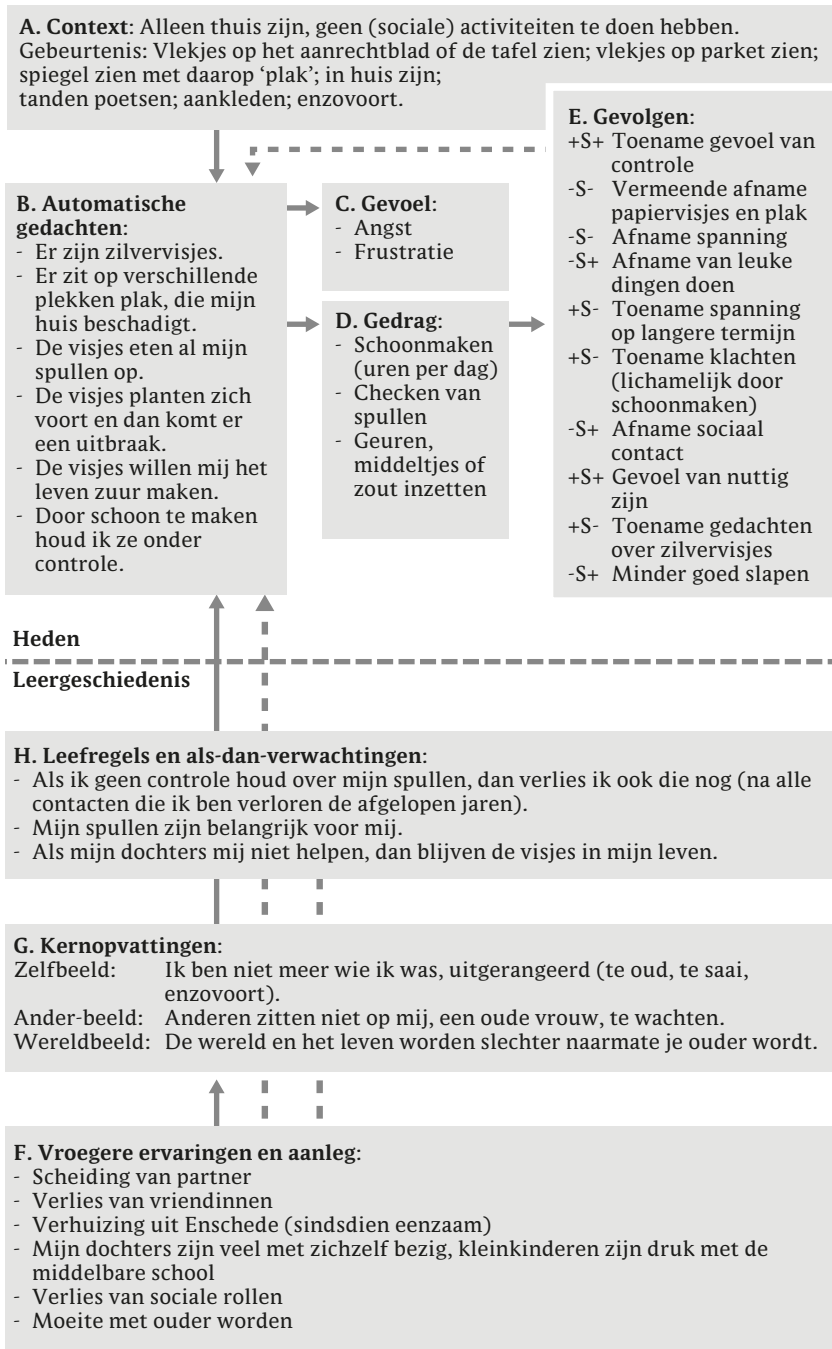 A. Context: Alleen thuis zijn, geen (sociale) activiteiten te doen hebben.
Gebeurtenis: Vlekjes op het aanrechtblad of de tafel zien; vlekjes op parket zien;
spiegel zien met daarop ‘plak’; in huis zijn;
tanden poetsen; aankleden; enzovoort.
B. Automatische
gedachten:
- Er zijn zilvervisjes.
- Er zit op verschillende
plekken plak, die mijn
huis beschadigt.
- De visjes eten al mijn
spullen op.
- De visjes planten zich
voort en dan komt er
een uitbraak.
- De visjes willen mij het
leven zuur maken.
- Door schoon te maken
houd ik ze onder
controle.
C. Gevoel:
- Angst
- Frustratie
D. Gedrag:
- Schoonmaken
(uren per dag)
- Checken van
spullen
- Geuren,
middeltjes of
zout inzetten
E. Gevolgen:
+S+ Toename gevoel van
controle
-S- Vermeende afname
papiervisjes en plak
-S- Afname spanning
-S+ Afname van leuke
dingen doen
+S- Toename spanning
op langere termijn
+S- Toename klachten
(lichamelijk door
schoonmaken)
-S+ Afname sociaal
contact
+S+ Gevoel van nuttig
zijn
+S- Toename gedachten
over zilvervisjes
-S+ Minder goed slapen
Heden
Leergeschiedenis
H. Leefregels en als-dan-verwachtingen:
- Als ik geen controle houd over mijn spullen, dan verlies ik ook die nog (na alle
contacten die ik ben verloren de afgelopen jaren).
- Mijn spullen zijn belangrijk voor mij.
- Als mijn dochters mij niet helpen, dan blijven de visjes in mijn leven.
G. Kernopvattingen:
Zelfbeeld: Ik ben niet meer wie ik was, uitgerangeerd (te oud, te saai,
enzovoort).
Ander-beeld: Anderen zitten niet op mij, een oude vrouw, te wachten.
Wereldbeeld: De wereld en het leven worden slechter naarmate je ouder wordt.
F. Vroegere ervaringen en aanleg:
- Scheiding van partner
- Verlies van vriendinnen
- Verhuizing uit Enschede (sindsdien eenzaam)
- Mijn dochters zijn veel met zichzelf bezig, kleinkinderen zijn druk met de
middelbare school
- Verlies van sociale rollen
- Moeite met ouder worden